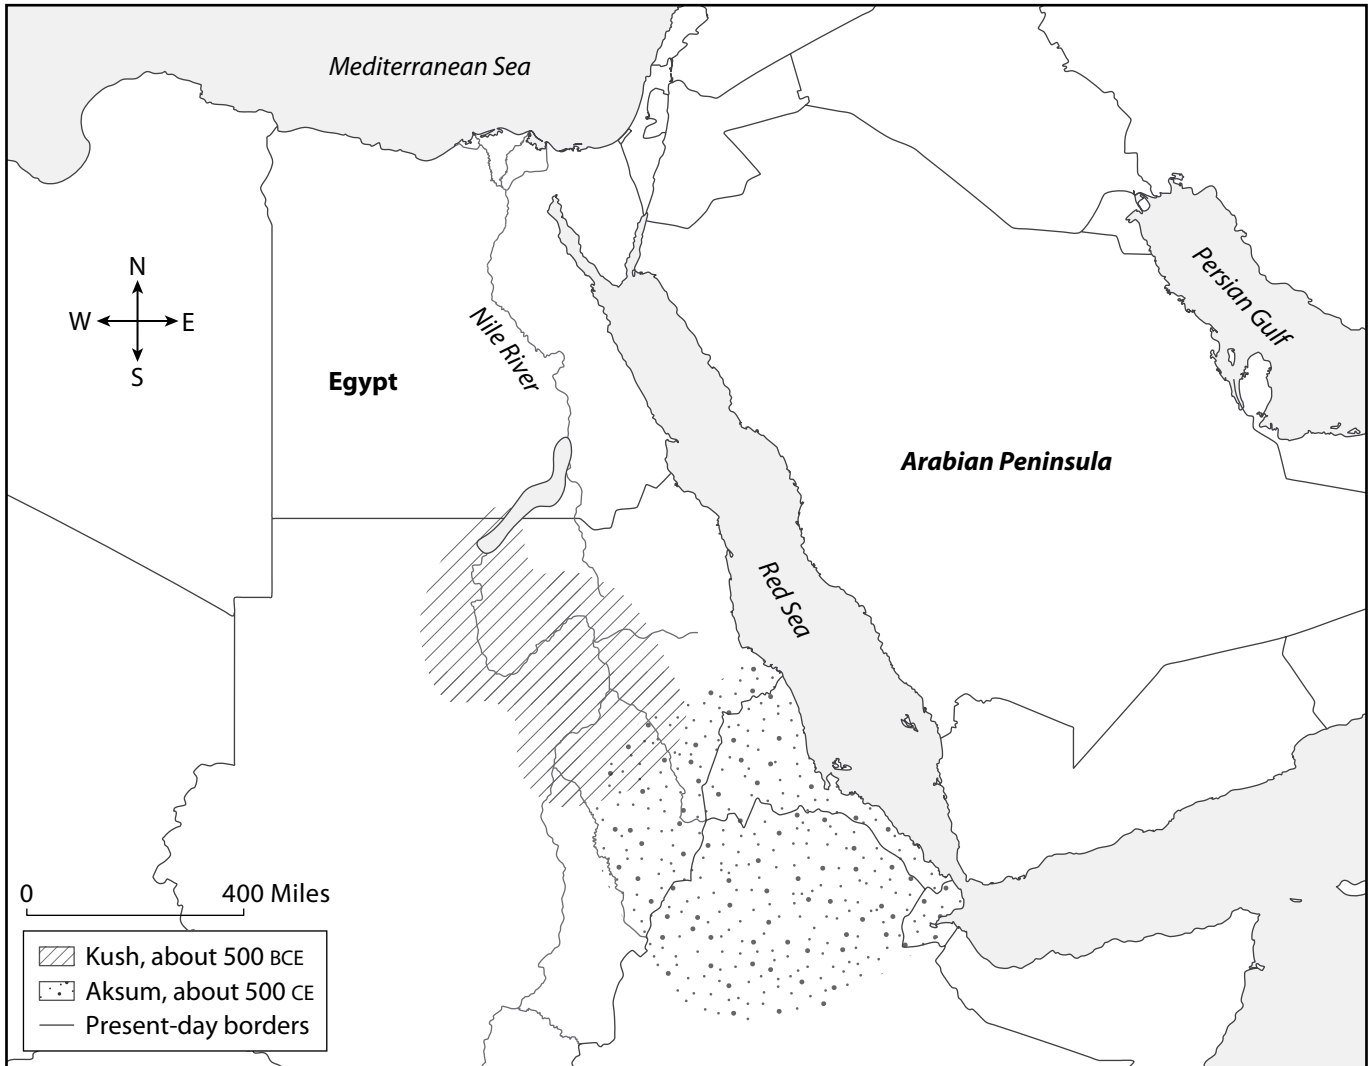 Mediterranean Sea
N
W E
S
Nile River
Egypt
Persian Gulf
Arabian Peninsula
Red Sea
0 400 Miles
Kush, about 500 BCE
Aksum, about 500 CE
Present-day borders